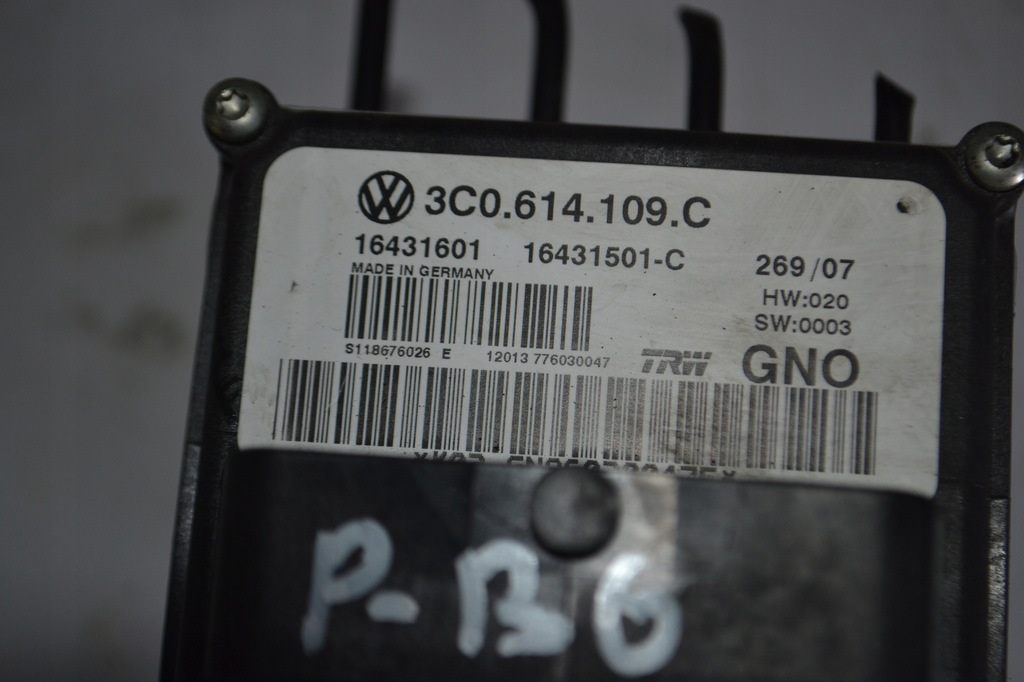 3C0.614.109.C
16431601 16431501-C 269/07
MADE IN GERMANY
HW:020
SW:0003
S118676026 E 12013 776030047 TRW GNO
P-B6